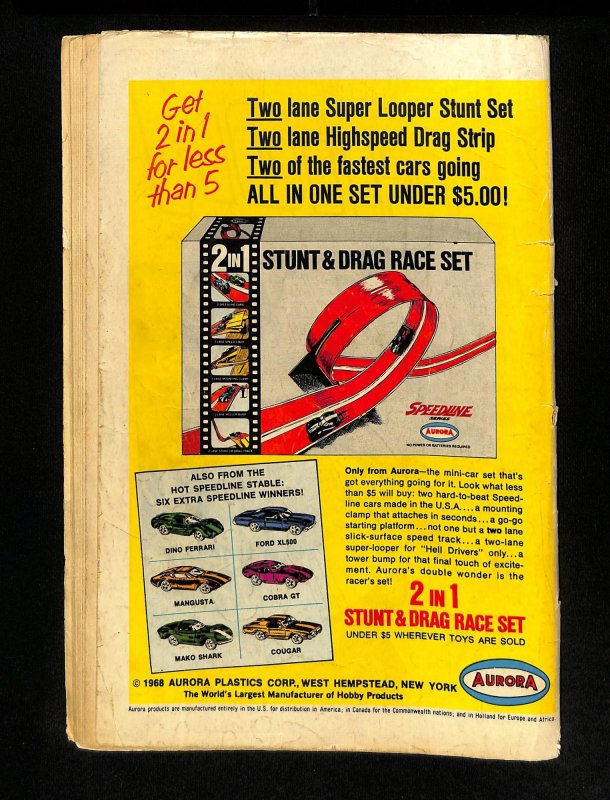 Get
2 in 1
for less
than 5
Two lane Super Looper Stunt Set
Two lane Highspeed Drag Strip
Two of the fastest cars going
ALL IN ONE SET UNDER $5.00!
2 IN 1 STUNT & DRAG RACE SET
SPEEDLINE
SERIES
AURORA
NO POWER OR BATTERIES REQUIRED
ALSO FROM THE
HOT SPEEDLINE STABLE:
SIX EXTRA SPEEDLINE WINNERS!
DINO FERRARI
FORD XL500
MANGUSTA
COBRA GT
MAKO SHARK
COUGAR
Only from Aurora—the mini-car set that's
got everything going for it. Look what less
than $5 will buy: two hard-to-beat Speed-
line cars made in the U.S.A....a mounting
clamp that attaches in seconds...a go-go
starting platform...not one but a two lane
slick-surface speed track...a two-lane
super-looper for "Hell Drivers" only...a
tower bump for that final touch of excite-
ment. Aurora's double wonder is the
racer's set!
2 IN 1
STUNT & DRAG RACE SET
UNDER $5 WHEREVER TOYS ARE SOLD
© 1968 AURORA PLASTICS CORP., WEST HEMPSTEAD, NEW YORK
The World's Largest Manufacturer of Hobby Products
AURORA
Aurora products are manufactured entirely in the U.S. for distribution in America; in Canada for the Commonwealth nations; and in Holland for Europe and Africa.